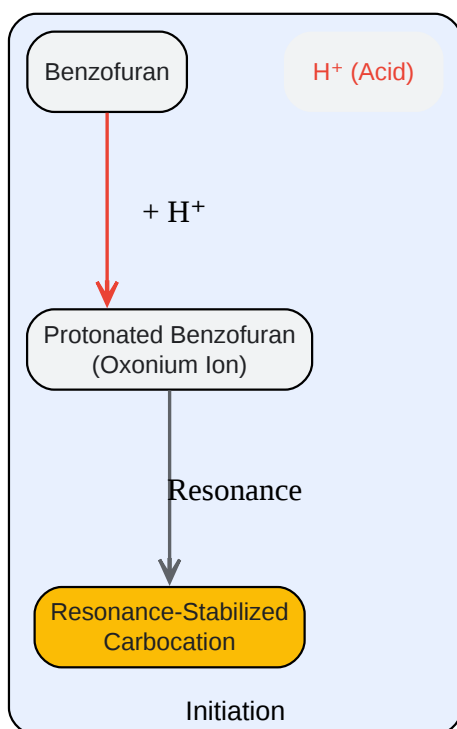 Benzofuran
H⁺ (Acid)
+ H⁺
Protonated Benzofuran
(Oxonium Ion)
Resonance
Resonance-Stabilized
Carbocation
Initiation